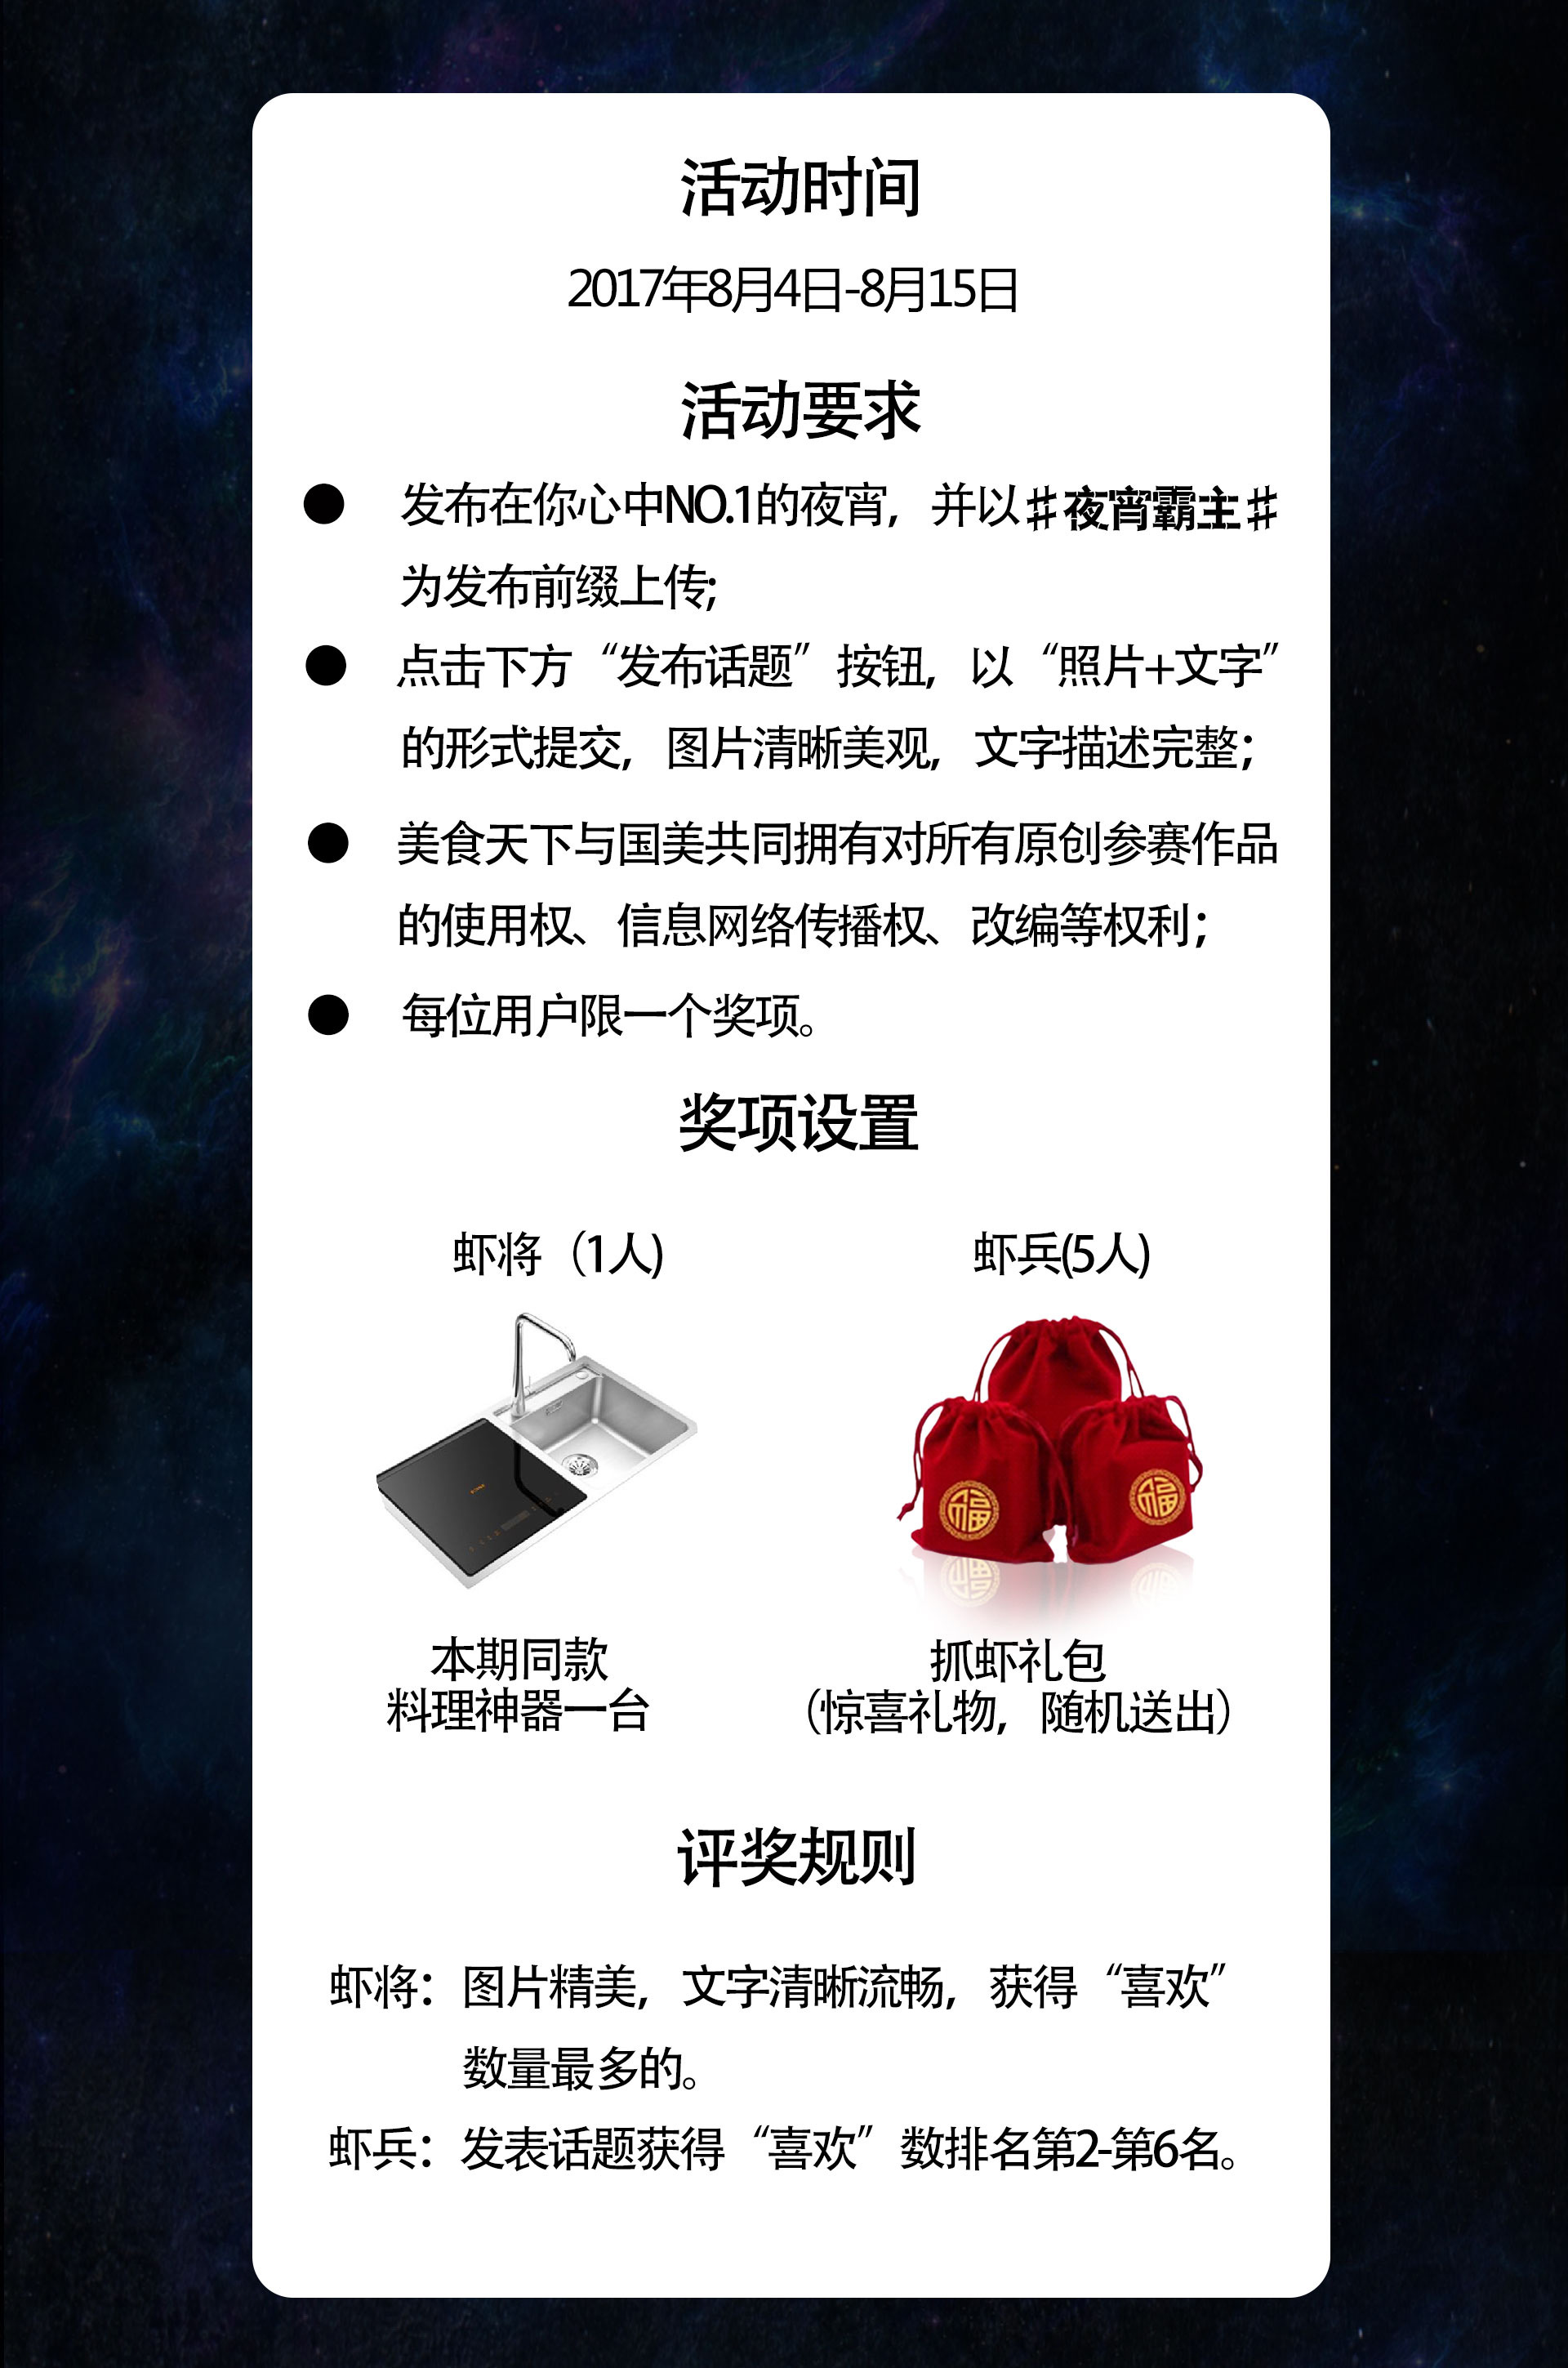 活动时间
2017年8月4日-8月15日
活动要求
● 发布在你心中NO.1的夜宵，并以#夜宵霸主#
为发布前缀上传;
● 点击下方“发布话题”按钮，以“照片+文字”
的形式提交，图片清晰美观，文字描述完整；
● 美食天下与国美共同拥有对所有原创参赛作品
的使用权、信息网络传播权、改编等权利；
● 每位用户限一个奖项。
奖项设置
虾将（1人)
虾兵(5人)
福
福
本期同款
料理神器一台
抓虾礼包
（惊喜礼物，随机送出）
评奖规则
虾将：图片精美，文字清晰流畅，获得“喜欢”
数量最多的。
虾兵：发表话题获得“喜欢”数排名第2-第6名。